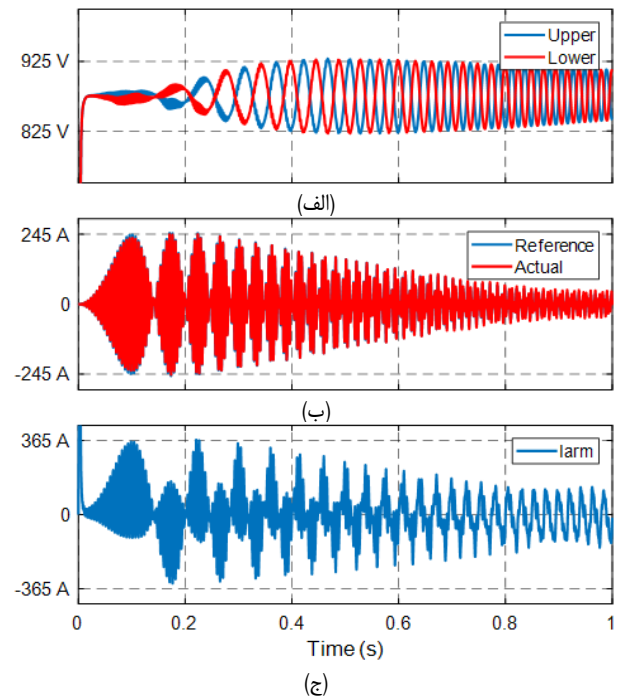 Upper
Lower
925 V
825 V
(الف)
245 A
0
-245 A
Reference
Actual
(ب)
365 A
0
-365 A
Iarm
0
0.2
0.4
0.6
0.8
1
Time (s)
(ج)